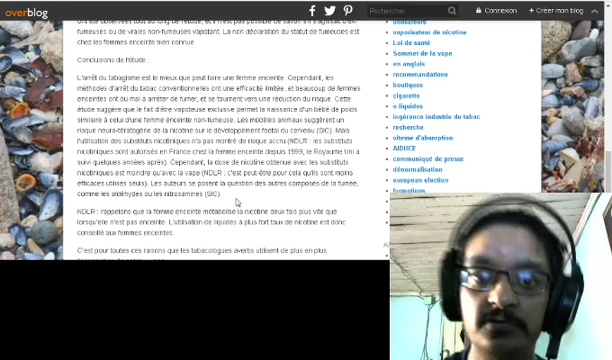 overblog
Rechercher
Connexion
+ Créer mon blog
ont été observées tout au long de l'étude, et il n'est pas possible de savoir s'il s'agissait d'ex-
fumeuses ou de vraies non-fumeuses vapotant. La non déclaration du statut de fumeuses est
chez les femmes enceinte bien connue.
Conclusions de l'étude :
L'arrêt du tabagisme est le mieux que peut faire une femme enceinte. Cependant, les
méthodes d'arrêt du tabac conventionnelles ont une efficacité limitée, et beaucoup de femmes
enceintes ont du mal à arrêter de fumer, et se tournent vers une réduction du risque. Cette
étude suggère que le fait d'être vapoteuse exclusive permet la naissance d'un bébé de poids
similaire à celui d'une femme enceinte non-fumeuse. Les modèles animaux suggèrent un
risque neuro-tératogène de la nicotine sur le développement foetal du cerveau (SIC). Mais
l'utilisation des substituts nicotiniques n'a pas montré de risque accru (NDLR : les substituts
nicotiniques sont autorisés en France chez la femme enceinte depuis 1999, le Royaume Uni a
suivi quelques années après). Cependant, la dose de nicotine obtenue avec les substituts
nicotiniques est moindre qu'avec la vape (NDLR : c'est peut-être pour cela qu'ils sont moins
efficaces utilisés seuls). Les auteurs se posent la question des autres composés de la fumée,
comme les aldéhydes ou les nitrosamines (SIC).
NDLR : rappelons que la femme enceinte métabolise la nicotine deux fois plus vite que
lorsqu'elle n'est pas enceinte. L'utilisation de liquides à plus fort taux de nicotine est donc
conseillé aux femmes enceintes
C'est pour toutes ces raisons que les tabacologues avertis utilisent de plus en plus
utilisateurs
vaporisateur de nicotine
Loi de santé
Sommet de la vape
en anglais
recommandations
boutiques
cigarette
e-liquides
ingérance industrie du tabac
recherche
vitesse d'absorption
AIDUCE
communiqué de presse
dénormalisation
european election
formations